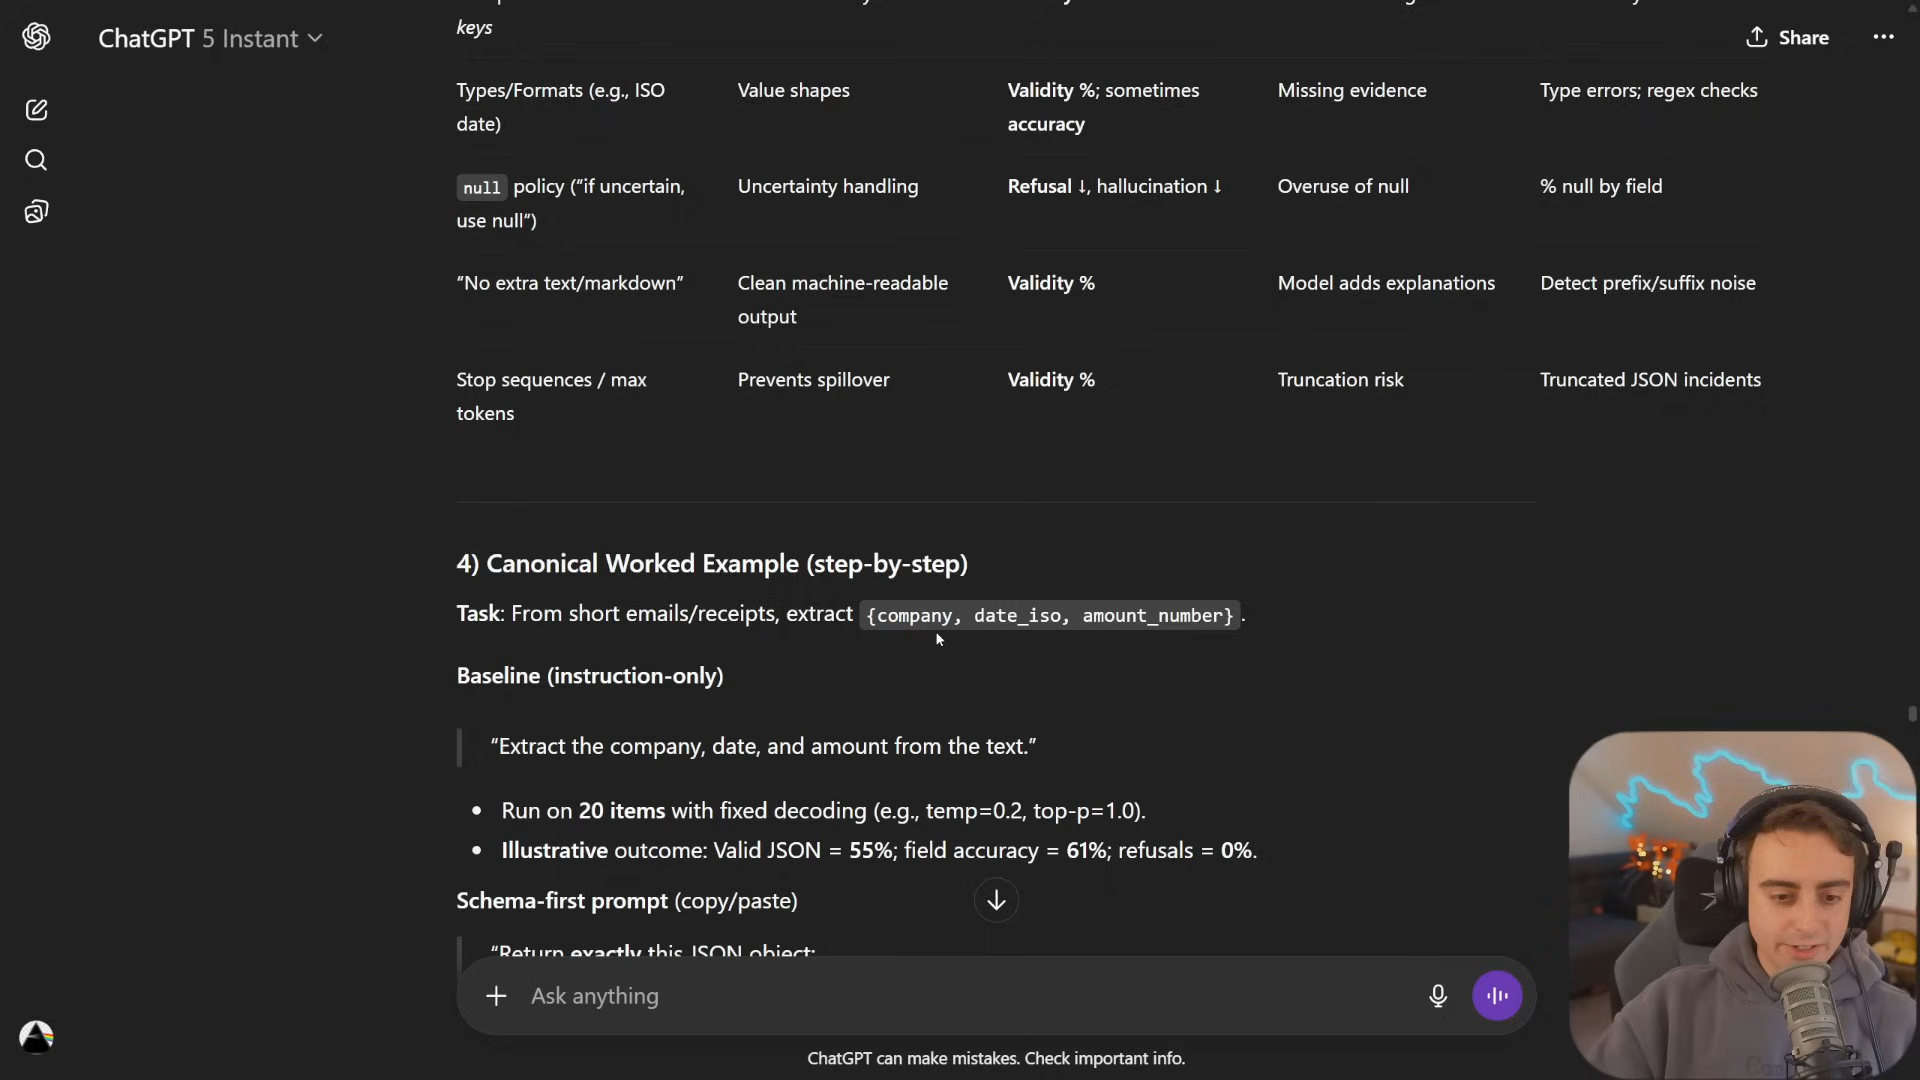 keys
ChatGPT 5 Instant
Share
Types/Formats (e.g., ISO date)
Value shapes
Validity %; sometimes accuracy
Missing evidence
Type errors; regex checks
null policy (“if uncertain, use null”)
Uncertainty handling
Refusal ↓, hallucination ↓
Overuse of null
% null by field
“No extra text/markdown”
Clean machine-readable output
Validity %
Model adds explanations
Detect prefix/suffix noise
Stop sequences / max tokens
Prevents spillover
Validity %
Truncation risk
Truncated JSON incidents
4) Canonical Worked Example (step-by-step)
Task: From short emails/receipts, extract {company, date_iso, amount_number}.
Baseline (instruction-only)
“Extract the company, date, and amount from the text.”
• Run on 20 items with fixed decoding (e.g., temp=0.2, top-p=1.0).
• Illustrative outcome: Valid JSON = 55%; field accuracy = 61%; refusals = 0%.
Schema-first prompt (copy/paste)
“Return exactly this JSON object:
Ask anything
ChatGPT can make mistakes. Check important info.